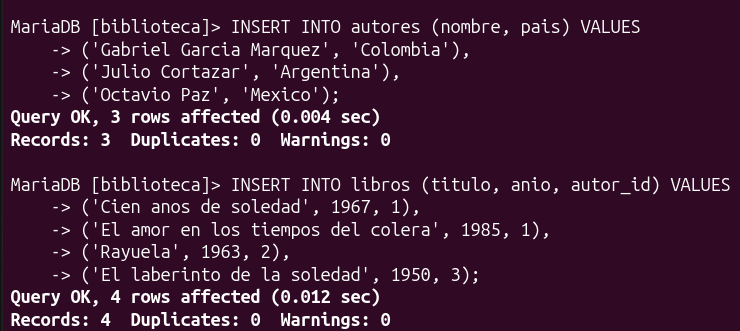 MariaDB [biblioteca]> INSERT INTO autores (nombre, pais) VALUES
    -> ('Gabriel Garcia Marquez', 'Colombia'),
    -> ('Julio Cortazar', 'Argentina'),
    -> ('Octavio Paz', 'Mexico');
Query OK, 3 rows affected (0.004 sec)
Records: 3  Duplicates: 0  Warnings: 0

MariaDB [biblioteca]> INSERT INTO libros (titulo, anio, autor_id) VALUES
    -> ('Cien anos de soledad', 1967, 1),
    -> ('El amor en los tiempos del colera', 1985, 1),
    -> ('Rayuela', 1963, 2),
    -> ('El laberinto de la soledad', 1950, 3);
Query OK, 4 rows affected (0.012 sec)
Records: 4  Duplicates: 0  Warnings: 0